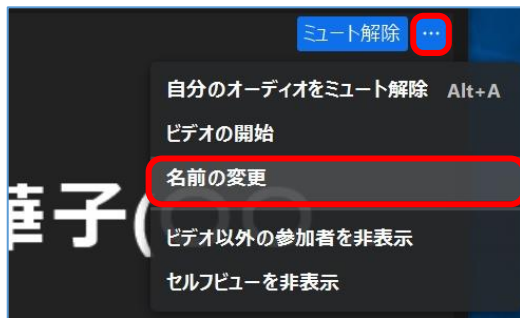 ミュート解除 …
自分のオーディオをミュート解除 Alt+A
ビデオの開始
名前の変更
華子(○○
ビデオ以外の参加者を非表示
セルフビューを非表示